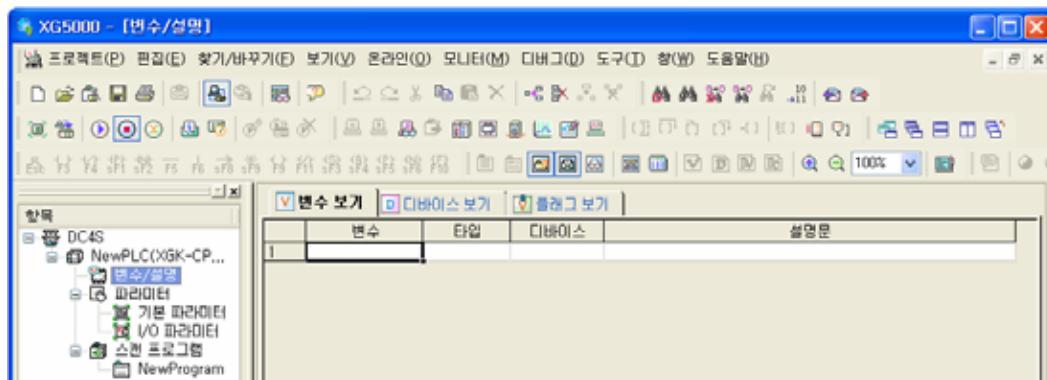 XG5000 - [변수/설명]
프로젝트(P) 편집(E) 찾기/바꾸기(F) 보기(V) 온라인(O) 모니터(M) 디버그(D) 도구(T) 창(W) 도움말(H)
100%
항목
DC4S
NewPLC(XGK-CP...
변수/설명
파라미터
기본 파라미터
I/O 파라미터
스캔 프로그램
NewProgram
V 변수 보기 D 디바이스 보기 플래그 보기
변수 타입 디바이스 설명문
1